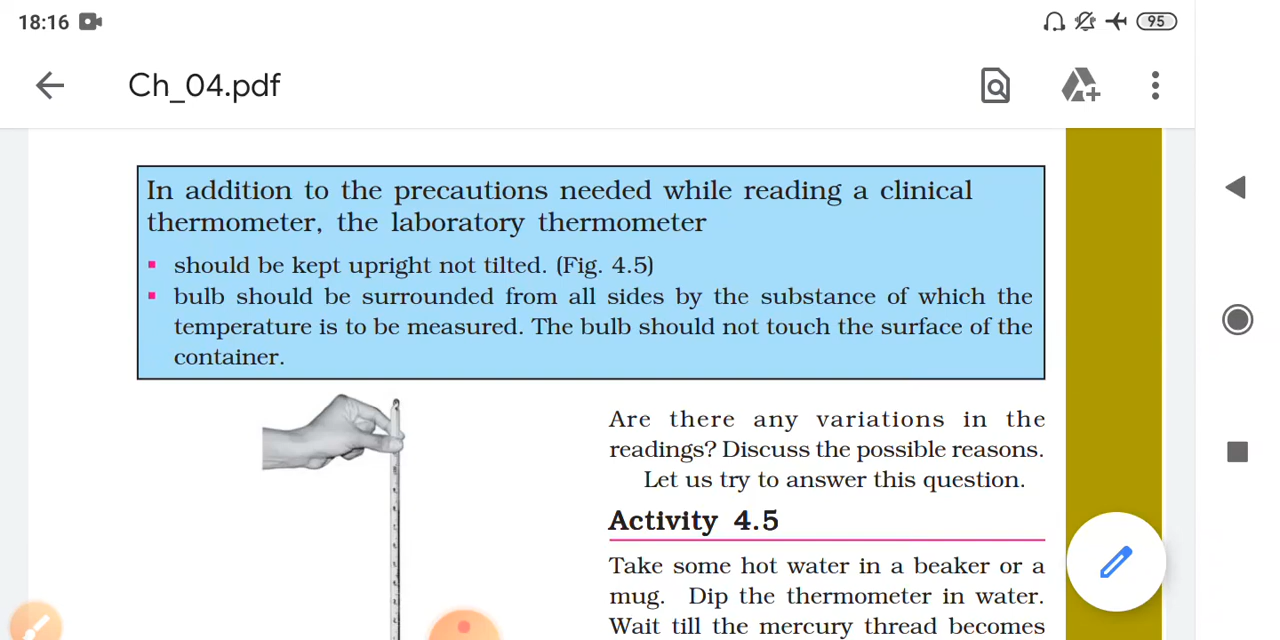 18:16
95
Ch_04.pdf
In addition to the precautions needed while reading a clinical
thermometer, the laboratory thermometer
should be kept upright not tilted. (Fig. 4.5)
bulb should be surrounded from all sides by the substance of which the
temperature is to be measured. The bulb should not touch the surface of the
container.
Are there any variations in the
readings? Discuss the possible reasons.
Let us try to answer this question.
Activity 4.5
Take some hot water in a beaker or a
mug. Dip the thermometer in water.
Wait till the mercury thread becomes